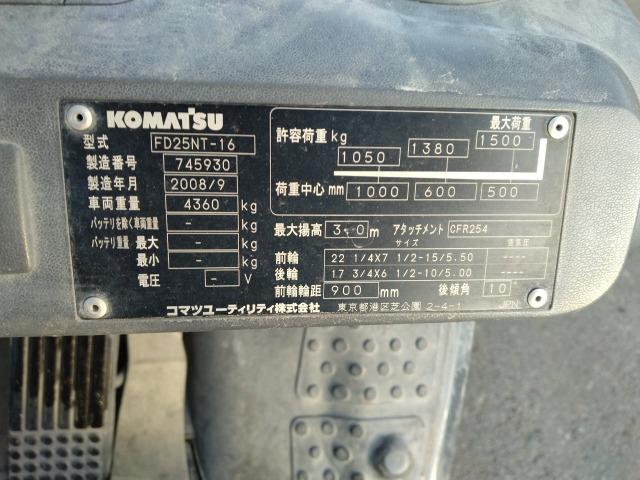 KOMATSU
型式 FD25NT-16
製造番号 745930
製造年月 2008/9
車両重量 4360 kg
バッテリを除く車両重量 - kg
バッテリ重量 最大 - kg
最小 - kg
電圧 - V
コマツユーティリティ株式会社
最大荷重
許容荷重 kg 1050 1380 1500
荷重中心 mm 1000 600 500
最大揚高 3.0 m アタッチメント CFR254
サイズ 空気圧
前輪 22 1/4X7 1/2-15/5.50 ----
後輪 17 3/4X6 1/2-10/5.00 ----
前輪輪距 900 mm 後傾角 10°
東京都港区芝公園 2-4-1 JPN